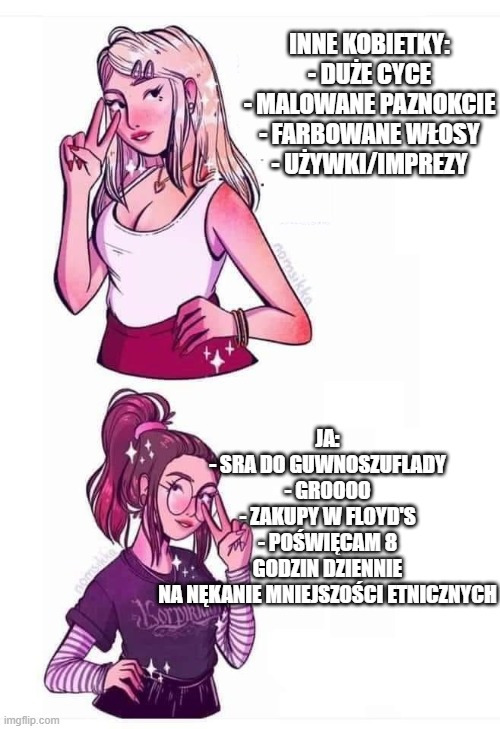 INNE KOBIETKY:
- DUŻE CYCE
- MALOWANE PAZNOKCIE
- FARBOWANE WŁOSY
- UŻYWKI/IMPREZY
nomukka
JA:
- SRA DO GUWNOSZUFLADY
- GROOOO
- ZAKUPY W FLOYD'S
- POŚWIĘCAM 8
GODZIN DZIENNIE
NA NĘKANIE MNIEJSZOŚCI ETNICZNYCH
imgflip.com